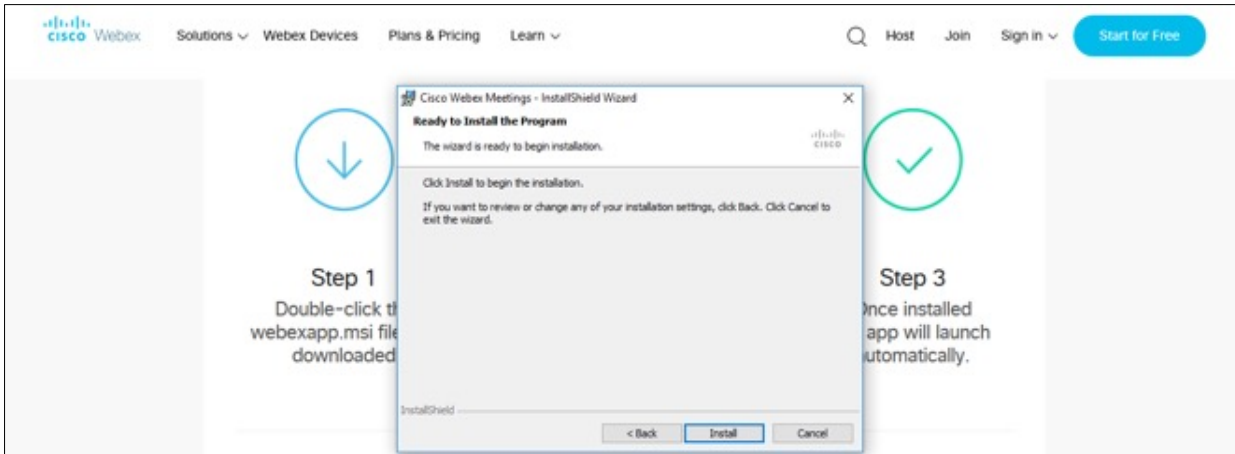 CISCO Webex Solutions Webex Devices Plans & Pricing Learn Host Join Sign in Start for Free
Cisco Webex Meetings - InstallShield Wizard
Ready to Install the Program
The wizard is ready to begin installation.
CISCO
Click Install to begin the installation.
If you want to review or change any of your installation settings, click Back. Click Cancel to
exit the wizard.
Step 1
Double-click
webexapp.msi
downloaded
Step 3
installed
app will launch
InstallShield
< Back Install Cancel